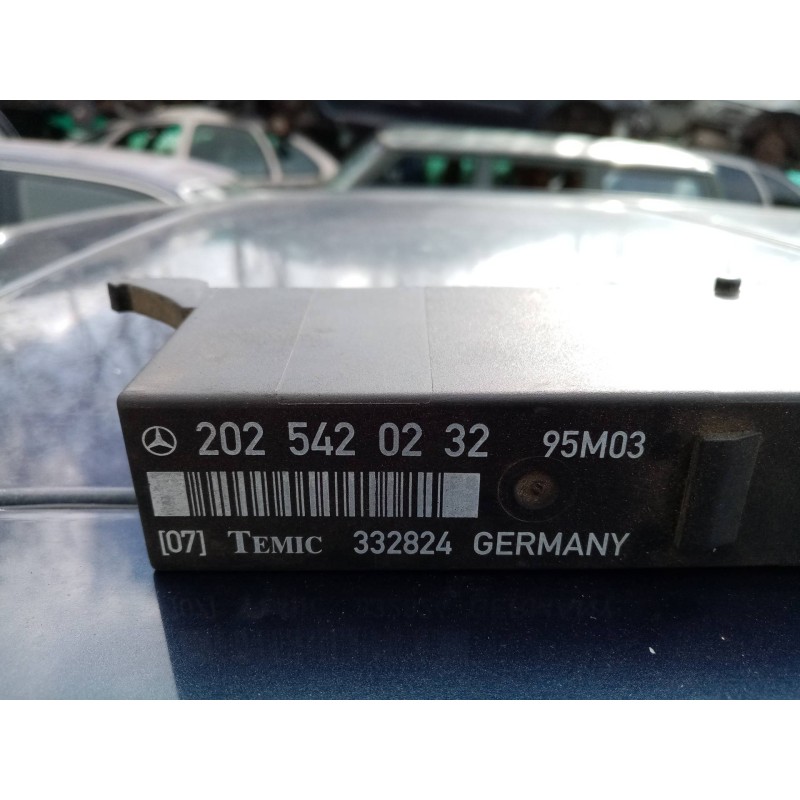 202 542 02 32 95M03
[07] TEMIC 332824 GERMANY